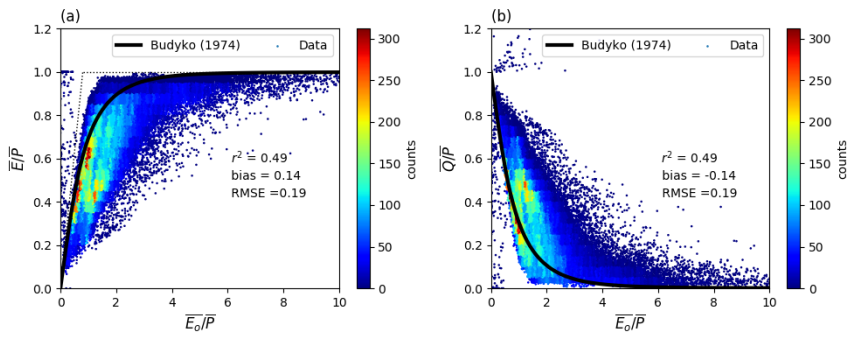 (a)
1.2
1.0
0.8
0.6
0.4
0.2
0.0
E̅/P̅
0
2
4
6
8
10
E̅ₒ/P̅
Budyko (1974)
Data
r² = 0.49
bias = 0.14
RMSE =0.19
300
250
200
150
100
50
0
counts
(b)
1.2
1.0
0.8
0.6
0.4
0.2
0.0
Q̅/P̅
0
2
4
6
8
10
E̅ₒ/P̅
Budyko (1974)
Data
r² = 0.49
bias = -0.14
RMSE =0.19
300
250
200
150
100
50
0
counts